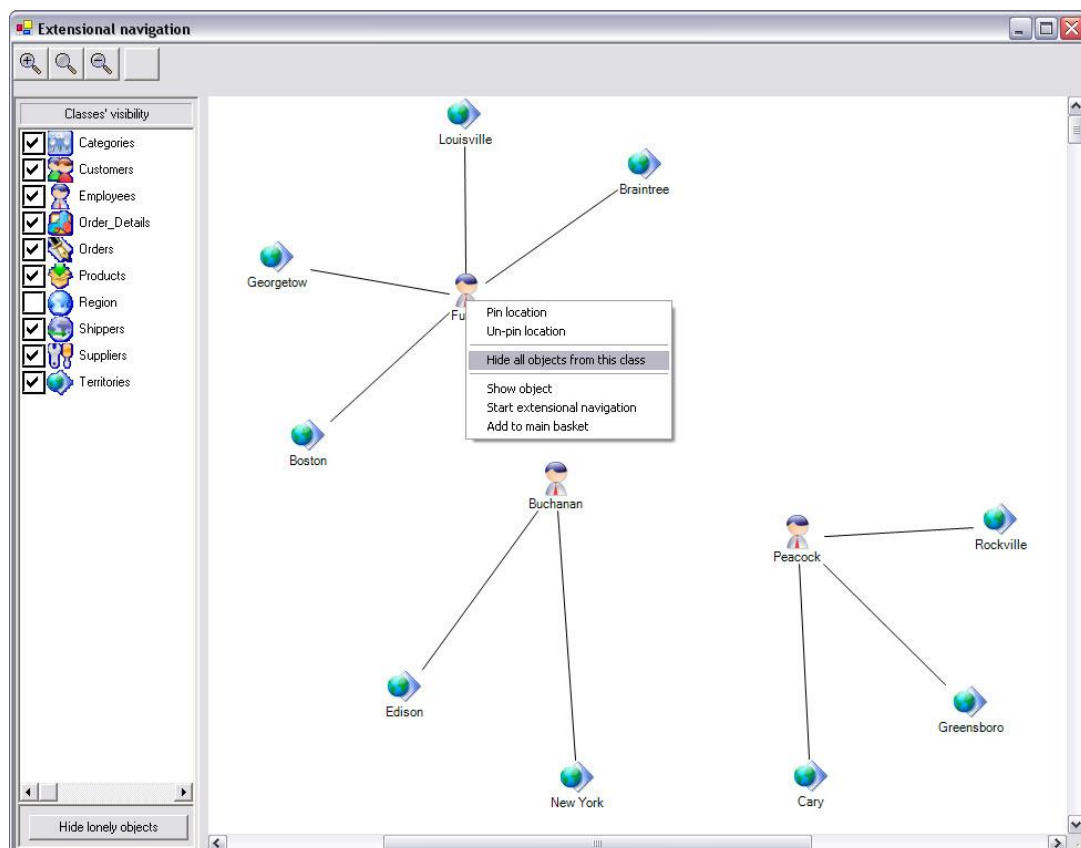 Extensional navigation
Classes' visibility
Categories
Customers
Employees
Order_Details
Orders
Products
Region
Shippers
Suppliers
Territories
Hide lonely objects
Louisville
Braintree
Georgetow
Pin location
Un-pin location
Hide all objects from this class
Show object
Start extensional navigation
Add to main basket
Boston
Buchanan
Peacock
Rockville
Edison
Greensboro
New York
Cary